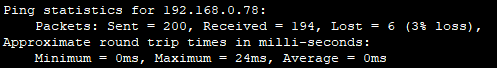 Ping statistics for 192.168.0.78:
    Packets: Sent = 200, Received = 194, Lost = 6 (3% loss),
Approximate round trip times in milli-seconds:
    Minimum = 0ms, Maximum = 24ms, Average = 0ms